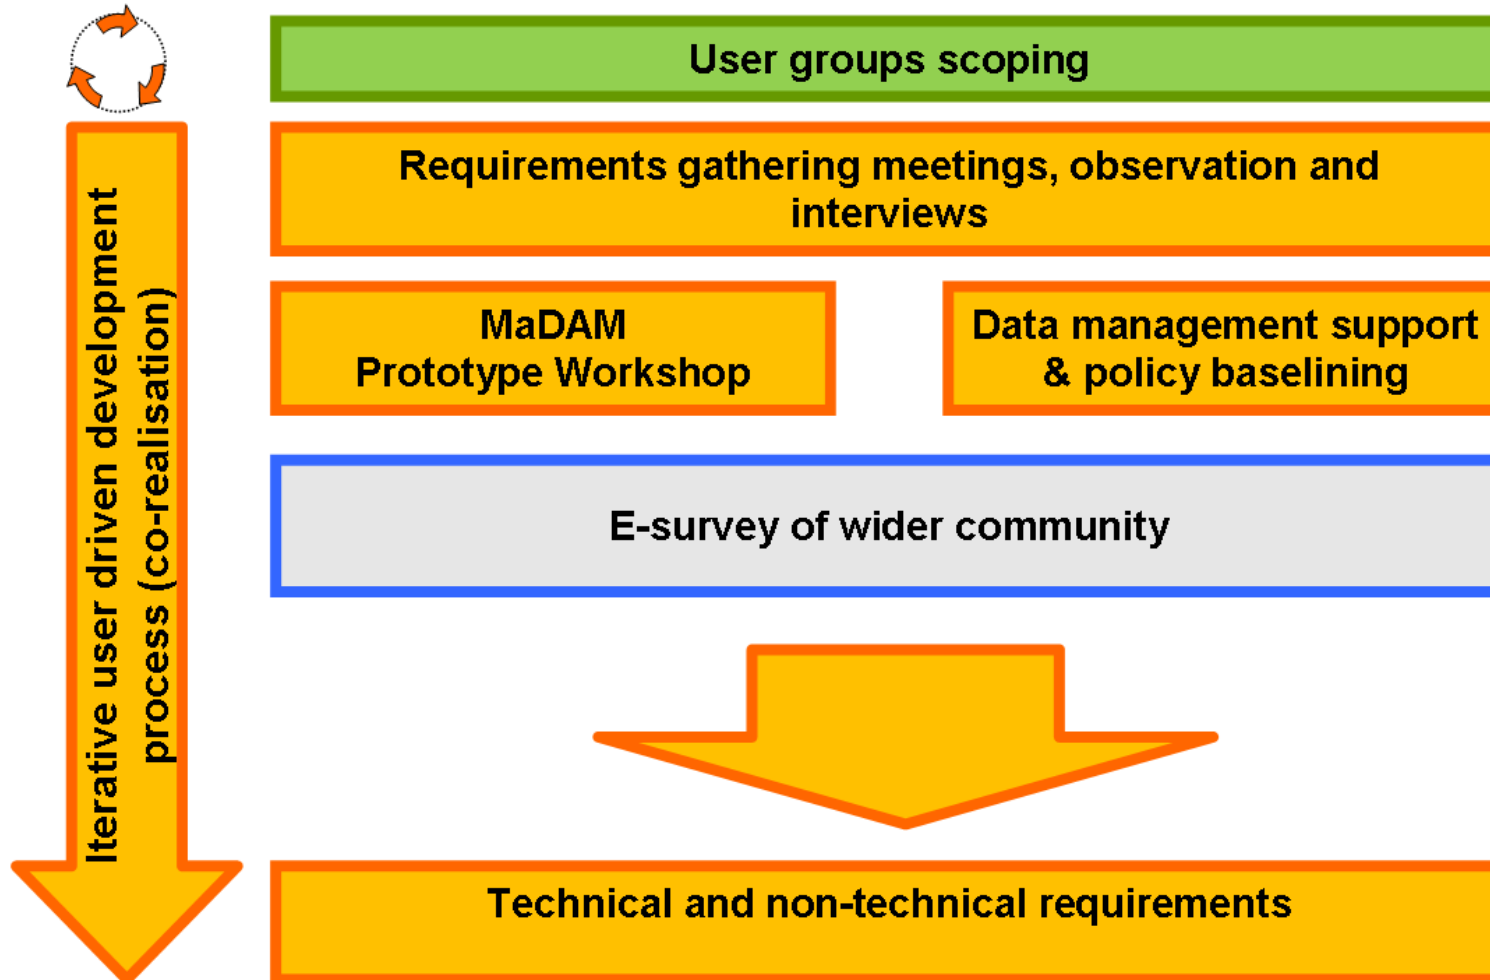 User groups scoping
Requirements gathering meetings, observation and
interviews
MaDAM
Prototype Workshop
Data management support
& policy baselining
E-survey of wider community
Technical and non-technical requirements
Iterative user driven development
process (co-realisation)